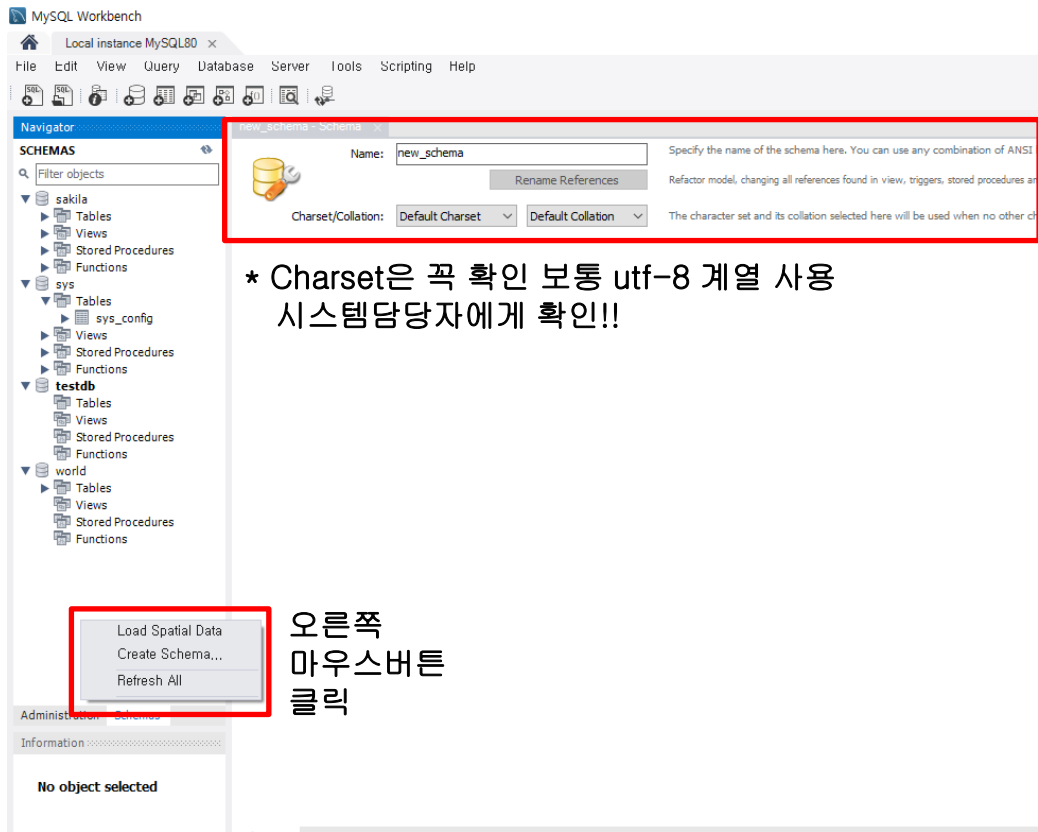 MySQL Workbench
Local instance MySQL80 ×
File Edit View Query Database Server Tools Scripting Help
Navigator
new_schema - Schema ×
SCHEMAS
Name: new_schema
Specify the name of the schema here. You can use any combination of ANSI
Filter objects
Rename References
Refactor model, changing all references found in view, triggers, stored procedures an
Charset/Collation: Default Charset Default Collation
The character set and its collation selected here will be used when no other ch
sakila
Tables
Views
Stored Procedures
Functions
sys
Tables
sys_config
Views
Stored Procedures
Functions
testdb
Tables
Views
Stored Procedures
Functions
world
Tables
Views
Stored Procedures
Functions
* Charset은 꼭 확인 보통 utf-8 계열 사용
시스템담당자에게 확인!!
Load Spatial Data
Create Schema...
Refresh All
오른쪽
마우스버튼
클릭
Administration Schemas
Information
No object selected